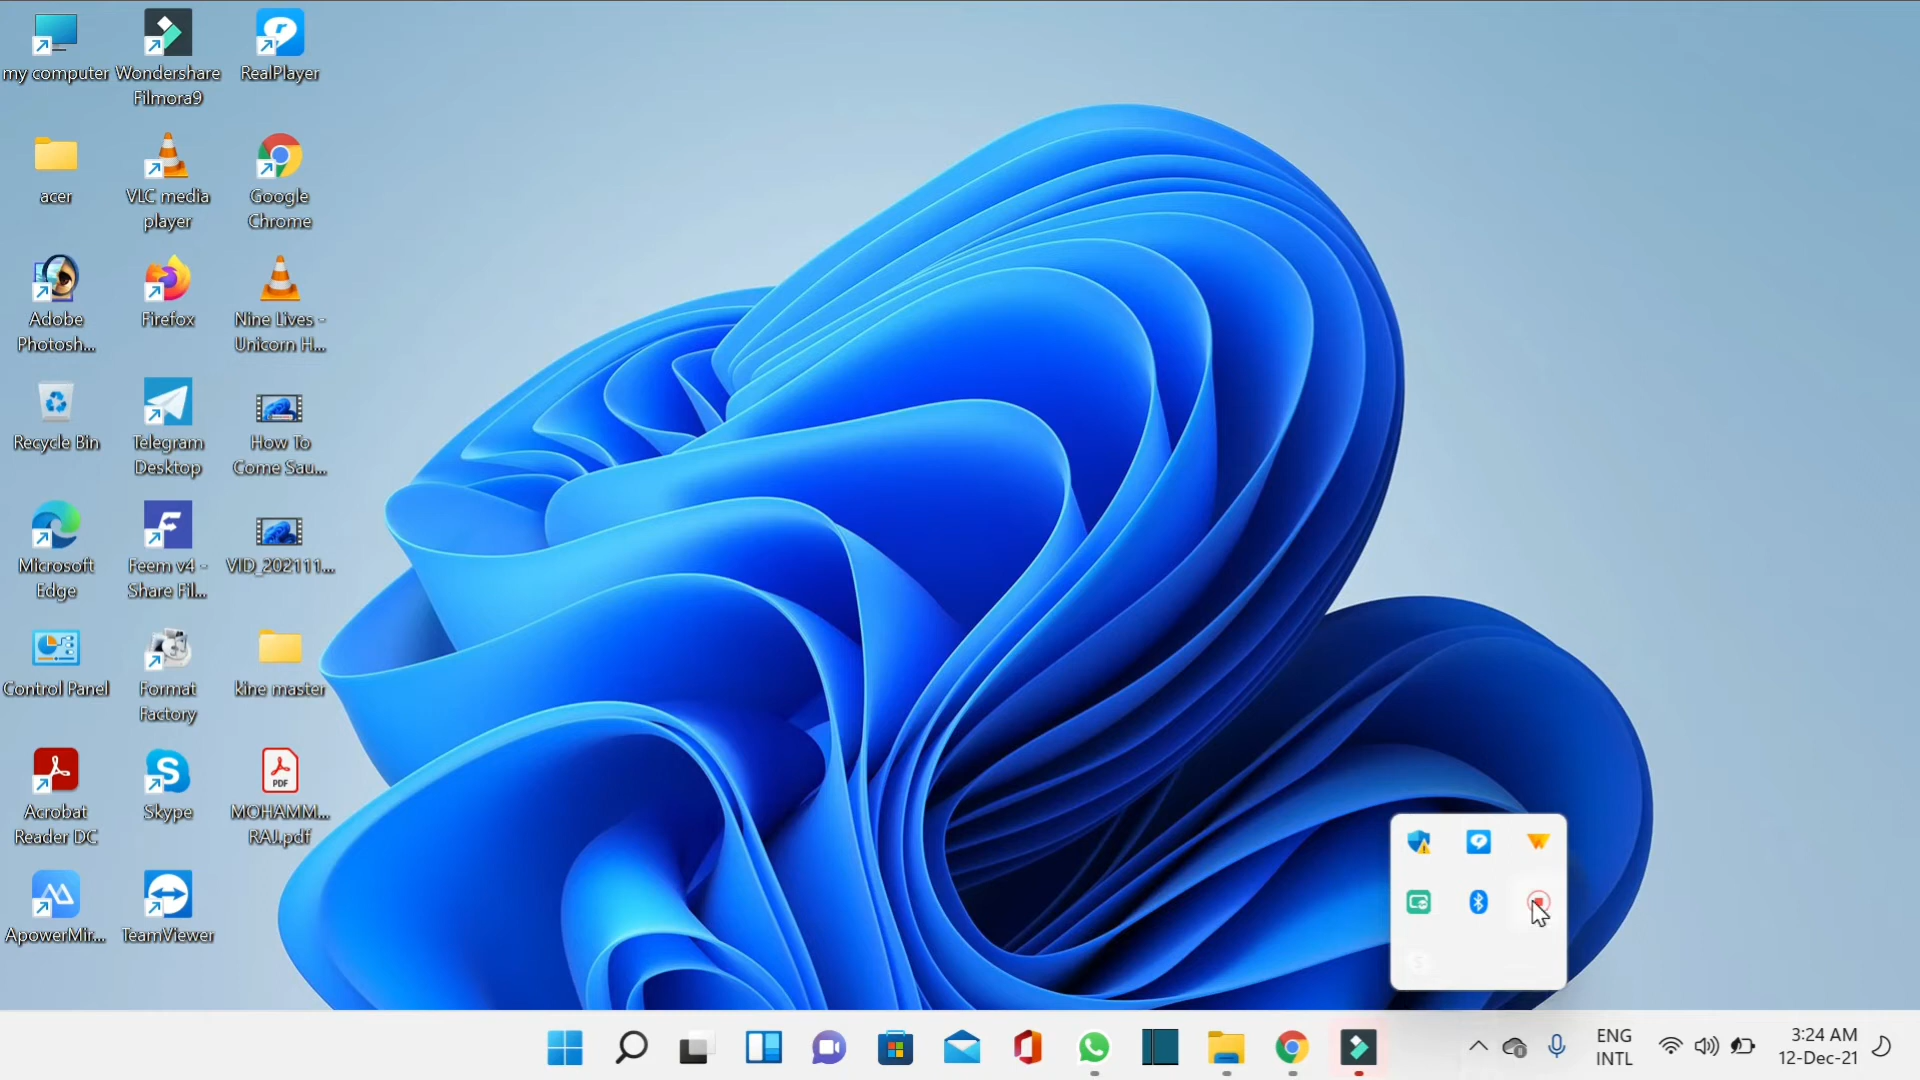 my computer
Wondershare
Filmora9
RealPlayer
acer
VLC media
player
Google
Chrome
Adobe
Photosh...
Firefox
Nine Lives -
Unicorn H...
Recycle Bin
Telegram
Desktop
How To
Come Sau...
Microsoft
Edge
Feem v4 -
Share Fil...
VID_202111...
Control Panel
Format
Factory
kine master
Acrobat
Reader DC
Skype
PDF
MOHAMM...
RAJ.pdf
ApowerMir...
TeamViewer
ENG
INTL
3:24 AM
12-Dec-21